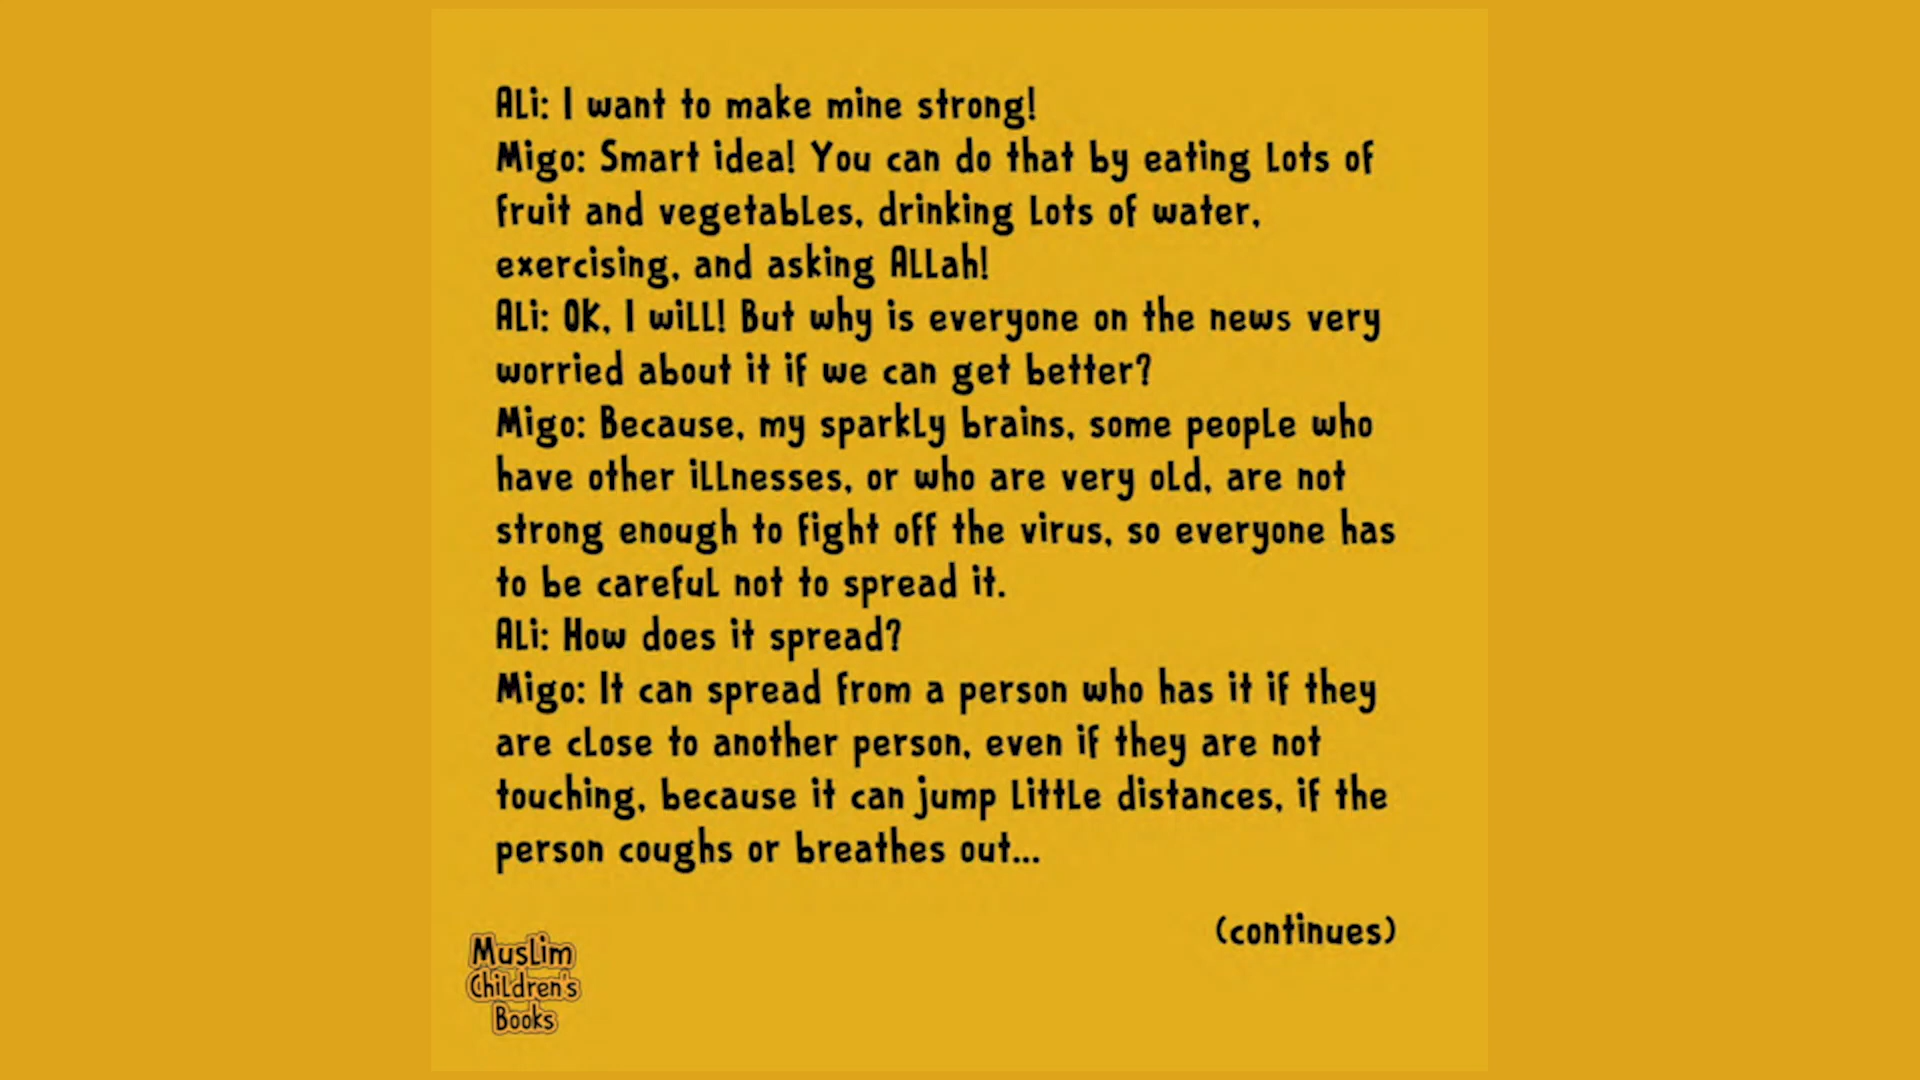 Ali: I want to make mine strong!
Migo: Smart idea! You can do that by eating lots of
fruit and vegetables, drinking lots of water,
exercising, and asking Allah!
Ali: OK, I will! But why is everyone on the news very
worried about it if we can get better?
Migo: Because, my sparkly brains, some people who
have other illnesses, or who are very old, are not
strong enough to fight off the virus, so everyone has
to be careful not to spread it.
Ali: How does it spread?
Migo: It can spread from a person who has it if they
are close to another person, even if they are not
touching, because it can jump little distances, if the
person coughs or breathes out...
(continues)
Muslim
Children's
Books